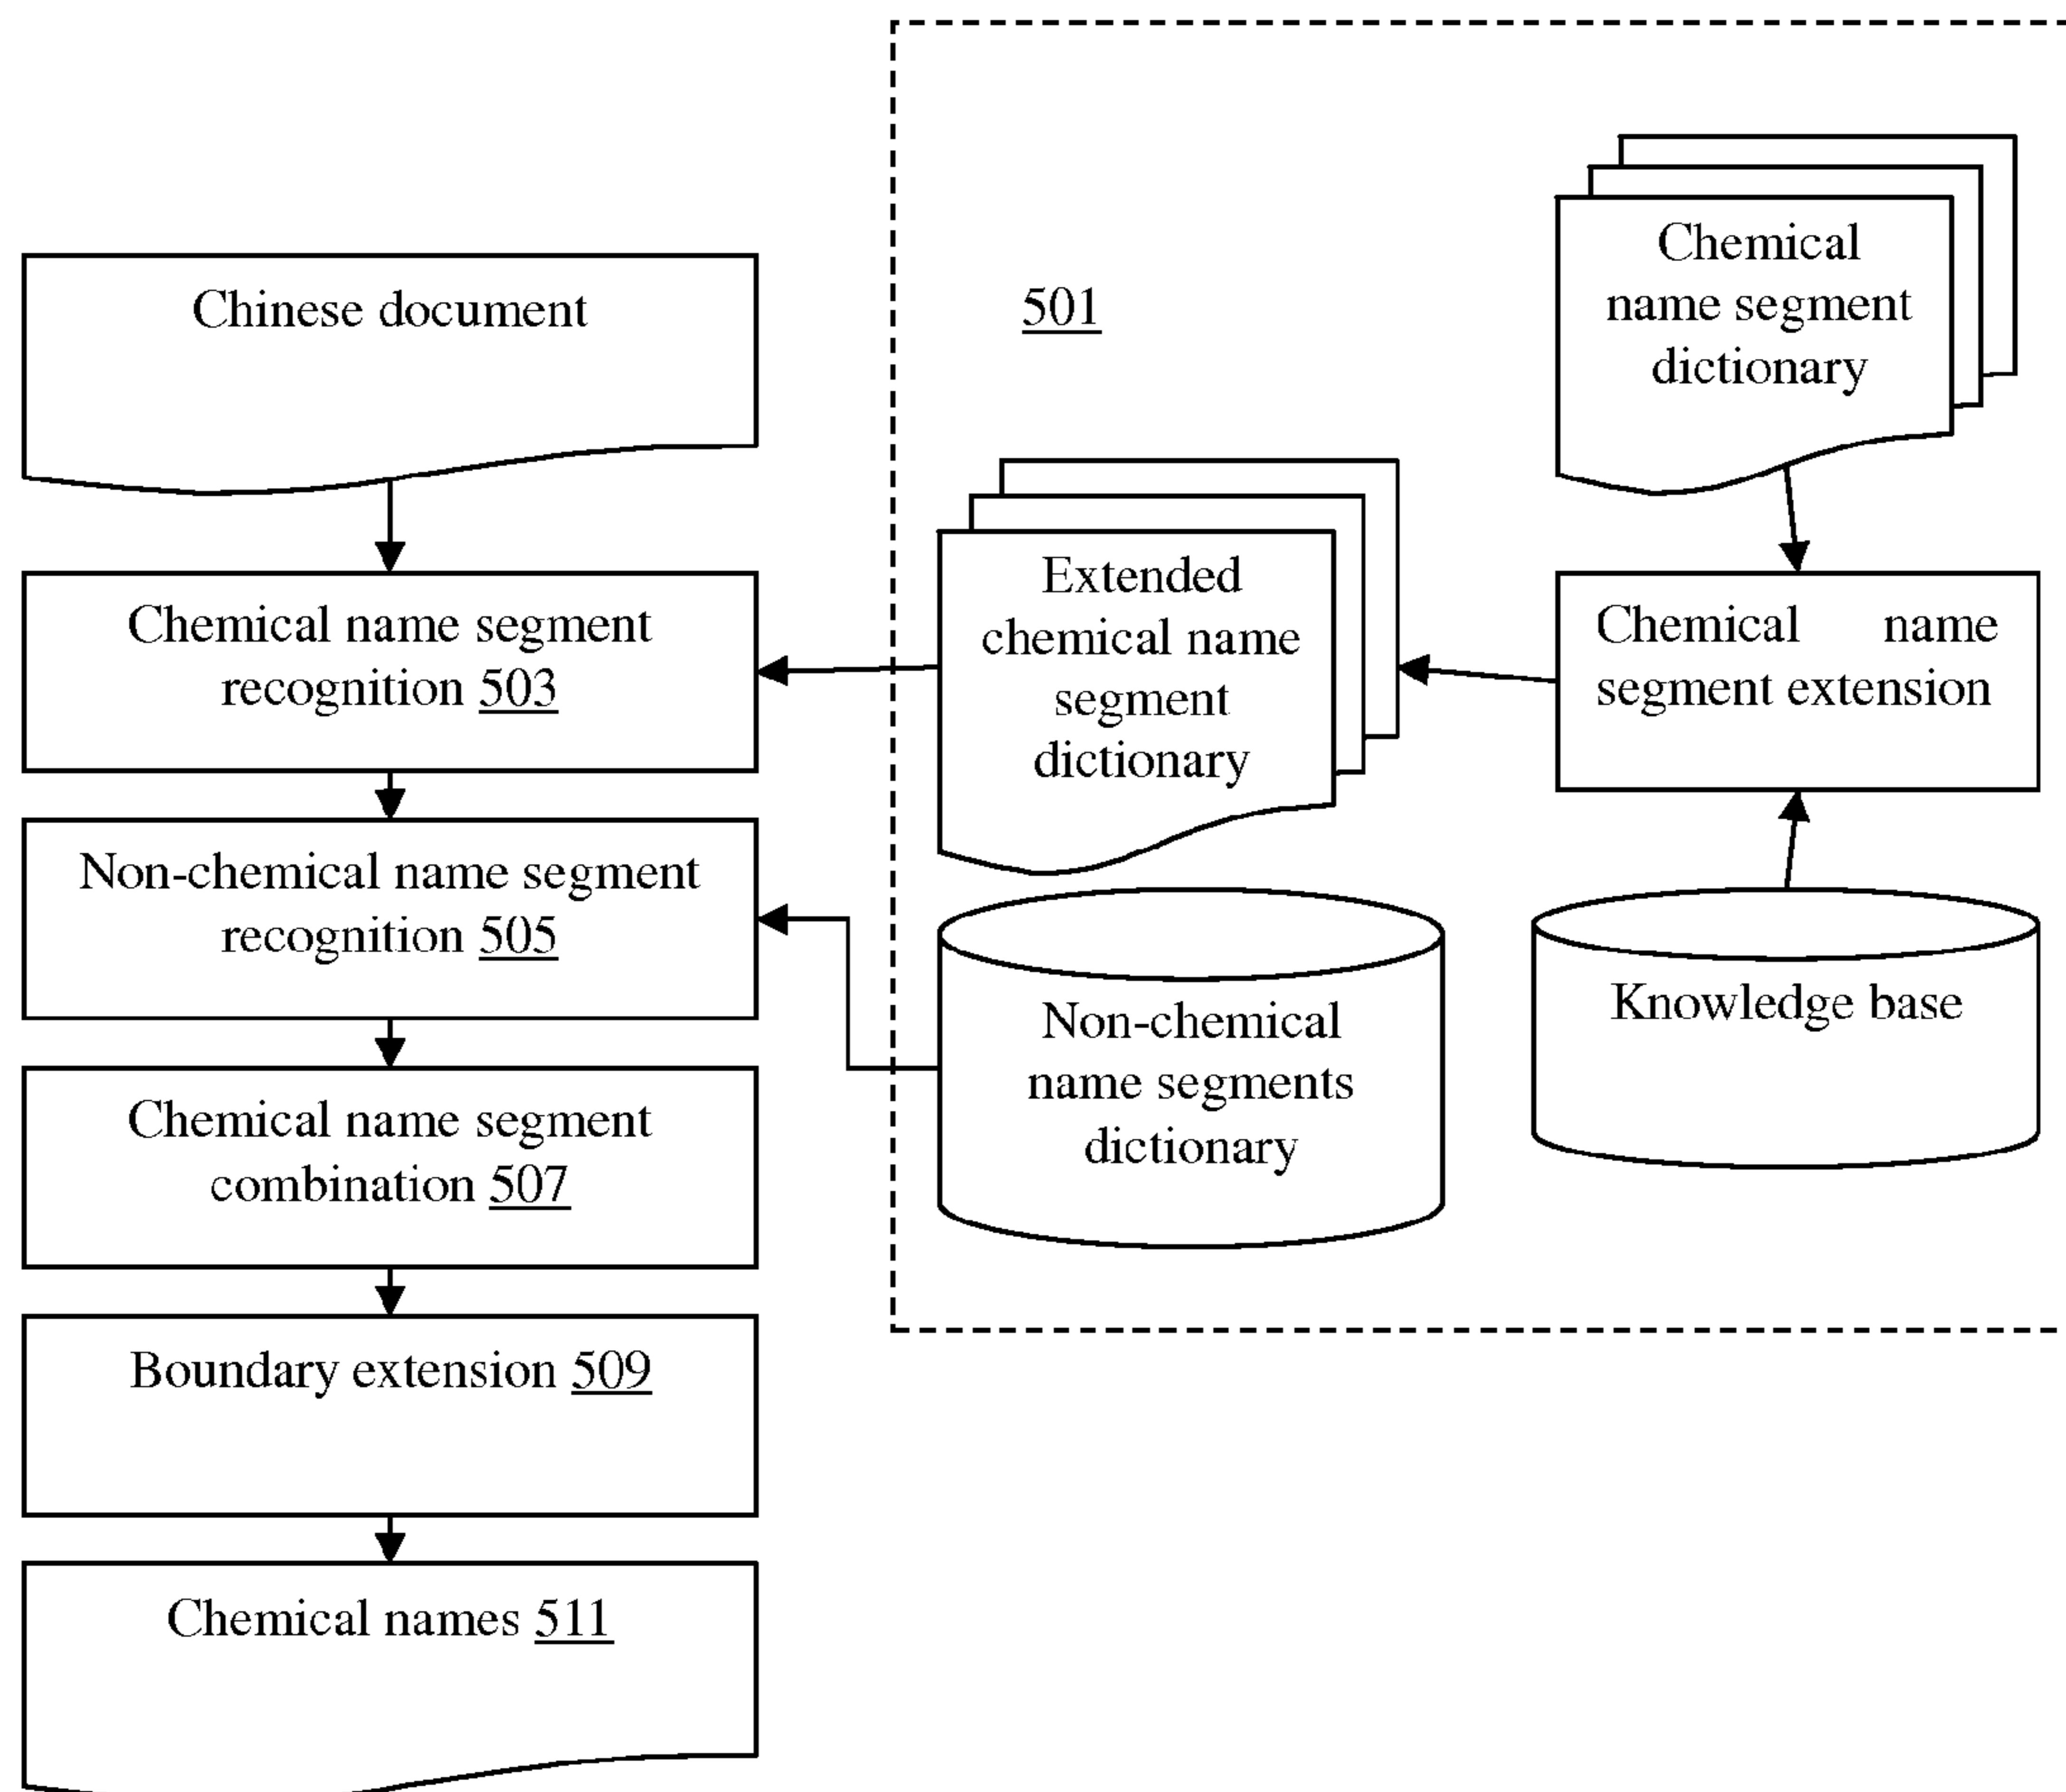 Chinese document
Chemical name segment
recognition 503
Non-chemical name segment
recognition 505
Chemical name segment
combination 507
Boundary extension 509
Chemical names 511
501
Extended
chemical name
segment
dictionary
Non-chemical
name segments
dictionary
Chemical
name segment
dictionary
Chemical name
segment extension
Knowledge base